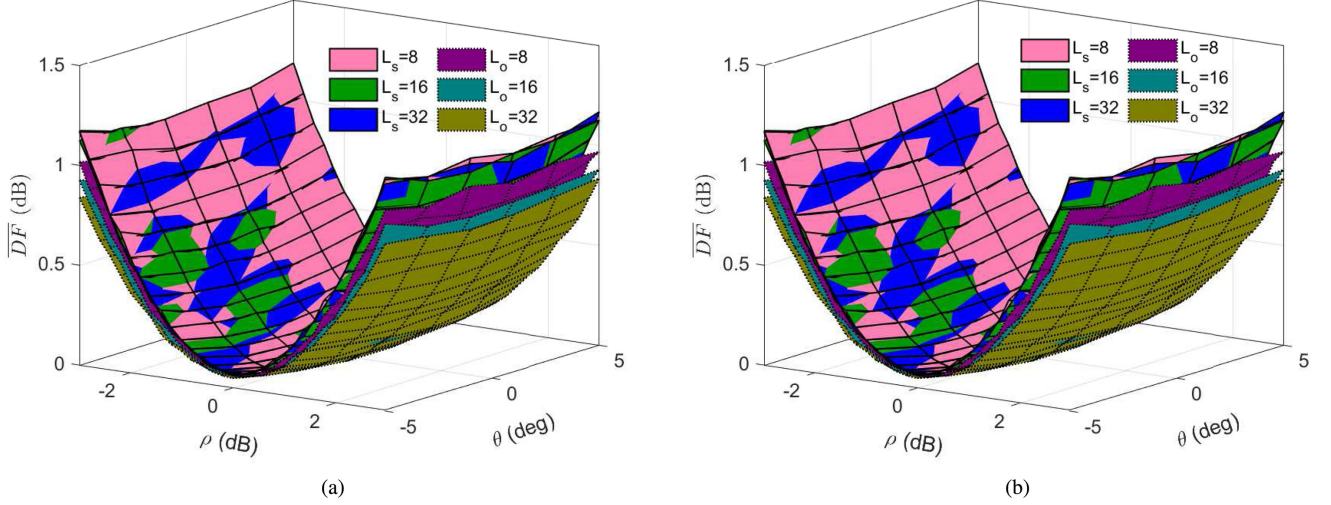 1.5
1
0.5
0
DF (dB)
-2
0
2
ρ (dB)
-5
0
5
θ (deg)
L_s=8
L_s=16
L_s=32
L_o=8
L_o=16
L_o=32
(a)
1.5
1
0.5
0
DF (dB)
-2
0
2
ρ (dB)
-5
0
5
θ (deg)
L_s=8
L_s=16
L_s=32
L_o=8
L_o=16
L_o=32
(b)